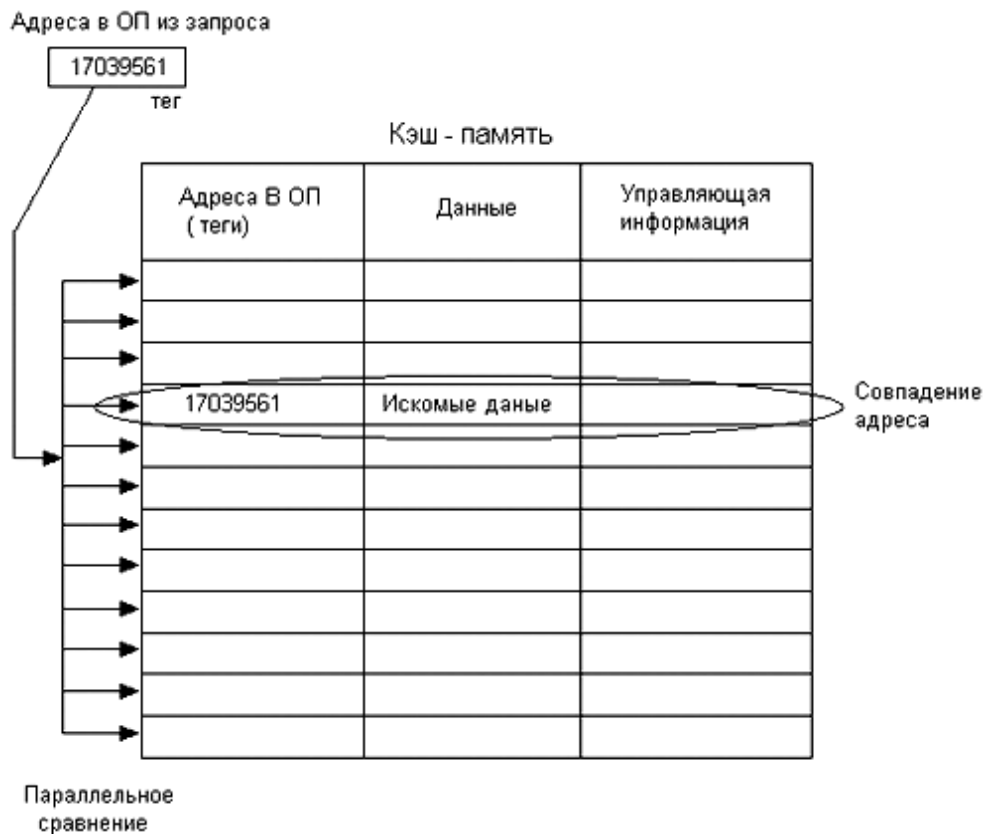 Адреса в ОП из запроса
17039561
тег
Кэш - память
Адреса В ОП
( теги)
Данные
Управляющая
информация
17039561
Искомые даные
Совпадение
адреса
Параллельное
сравнение